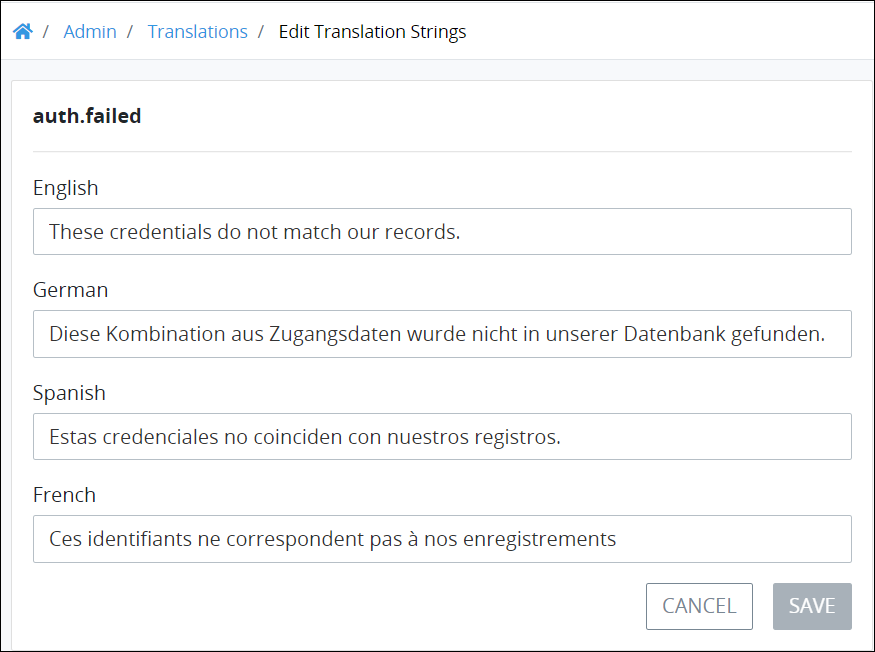 / Admin / Translations / Edit Translation Strings
auth.failed
English
These credentials do not match our records.
German
Diese Kombination aus Zugangsdaten wurde nicht in unserer Datenbank gefunden.
Spanish
Estas credenciales no coinciden con nuestros registros.
French
Ces identifiants ne correspondent pas à nos enregistrements
CANCEL SAVE